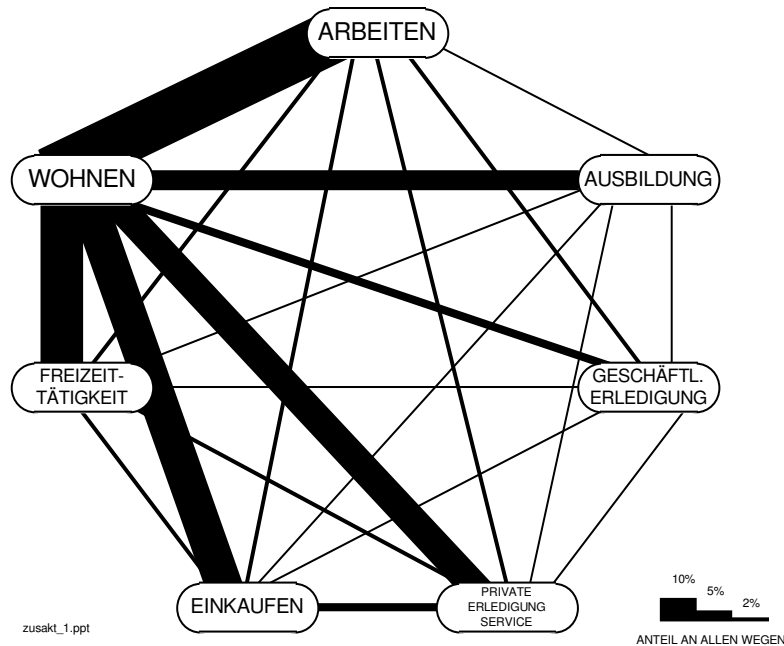 ARBEITEN
WOHNEN
AUSBILDUNG
FREIZEIT-
TÄTIGKEIT
GESCHÄFTL.
ERLEDIGUNG
EINKAUFEN
PRIVATE
ERLEDIGUNG
SERVICE
10%
5%
2%
zusakt_1.ppt
ANTEIL AN ALLEN WEGEN